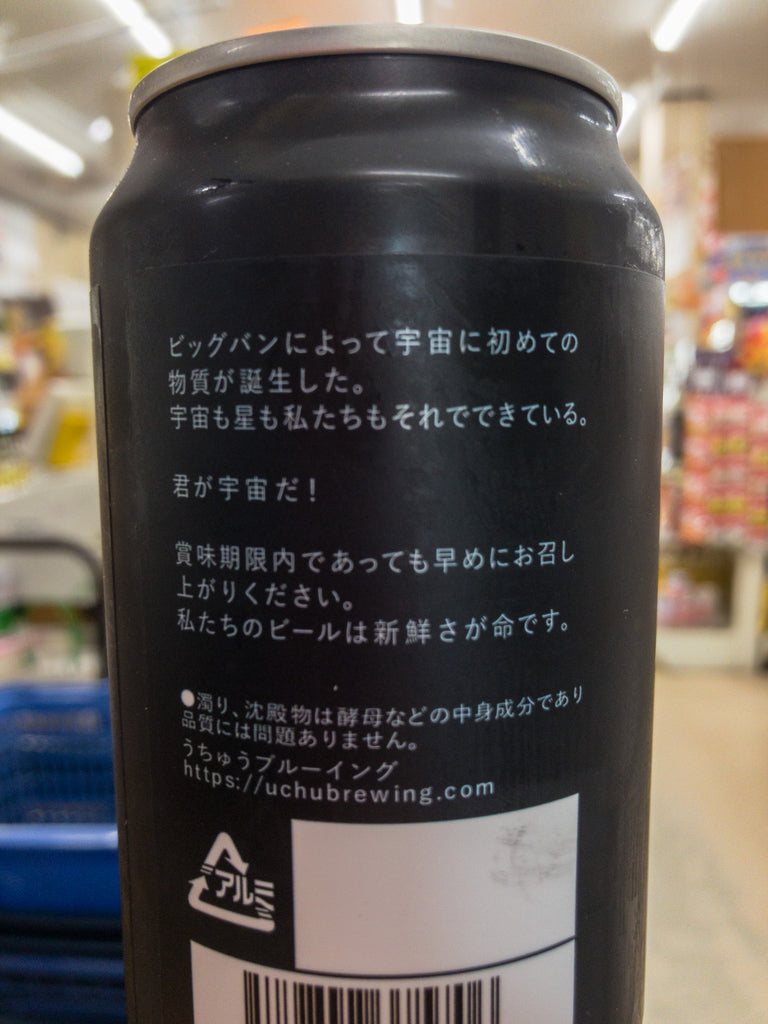 ビッグバンによって宇宙に初めての
物質が誕生した。
宇宙も星も私たちもそれでできている。
君が宇宙だ！
賞味期限内であっても早めにお召し
上がりください。
私たちのビールは新鮮さが命です。
●濁り、沈殿物は酵母などの中身成分であり
品質には問題ありません。
うちゅうブルーイング
https://uchubrewing.com
アルミ